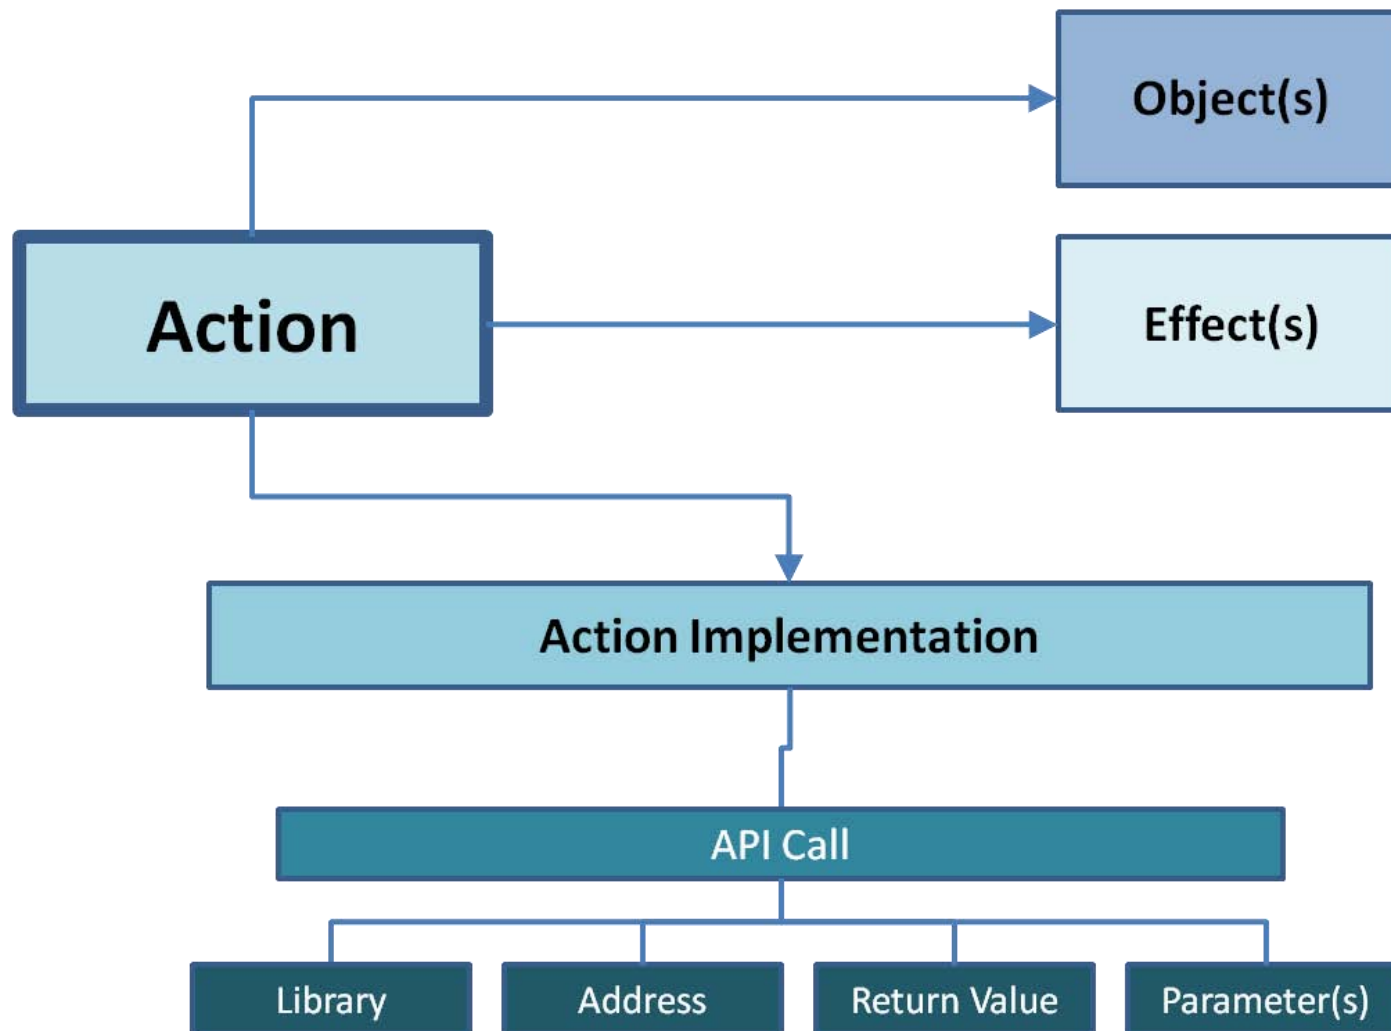 Object(s)
Action
Effect(s)
Action Implementation
API Call
Library
Address
Return Value
Parameter(s)